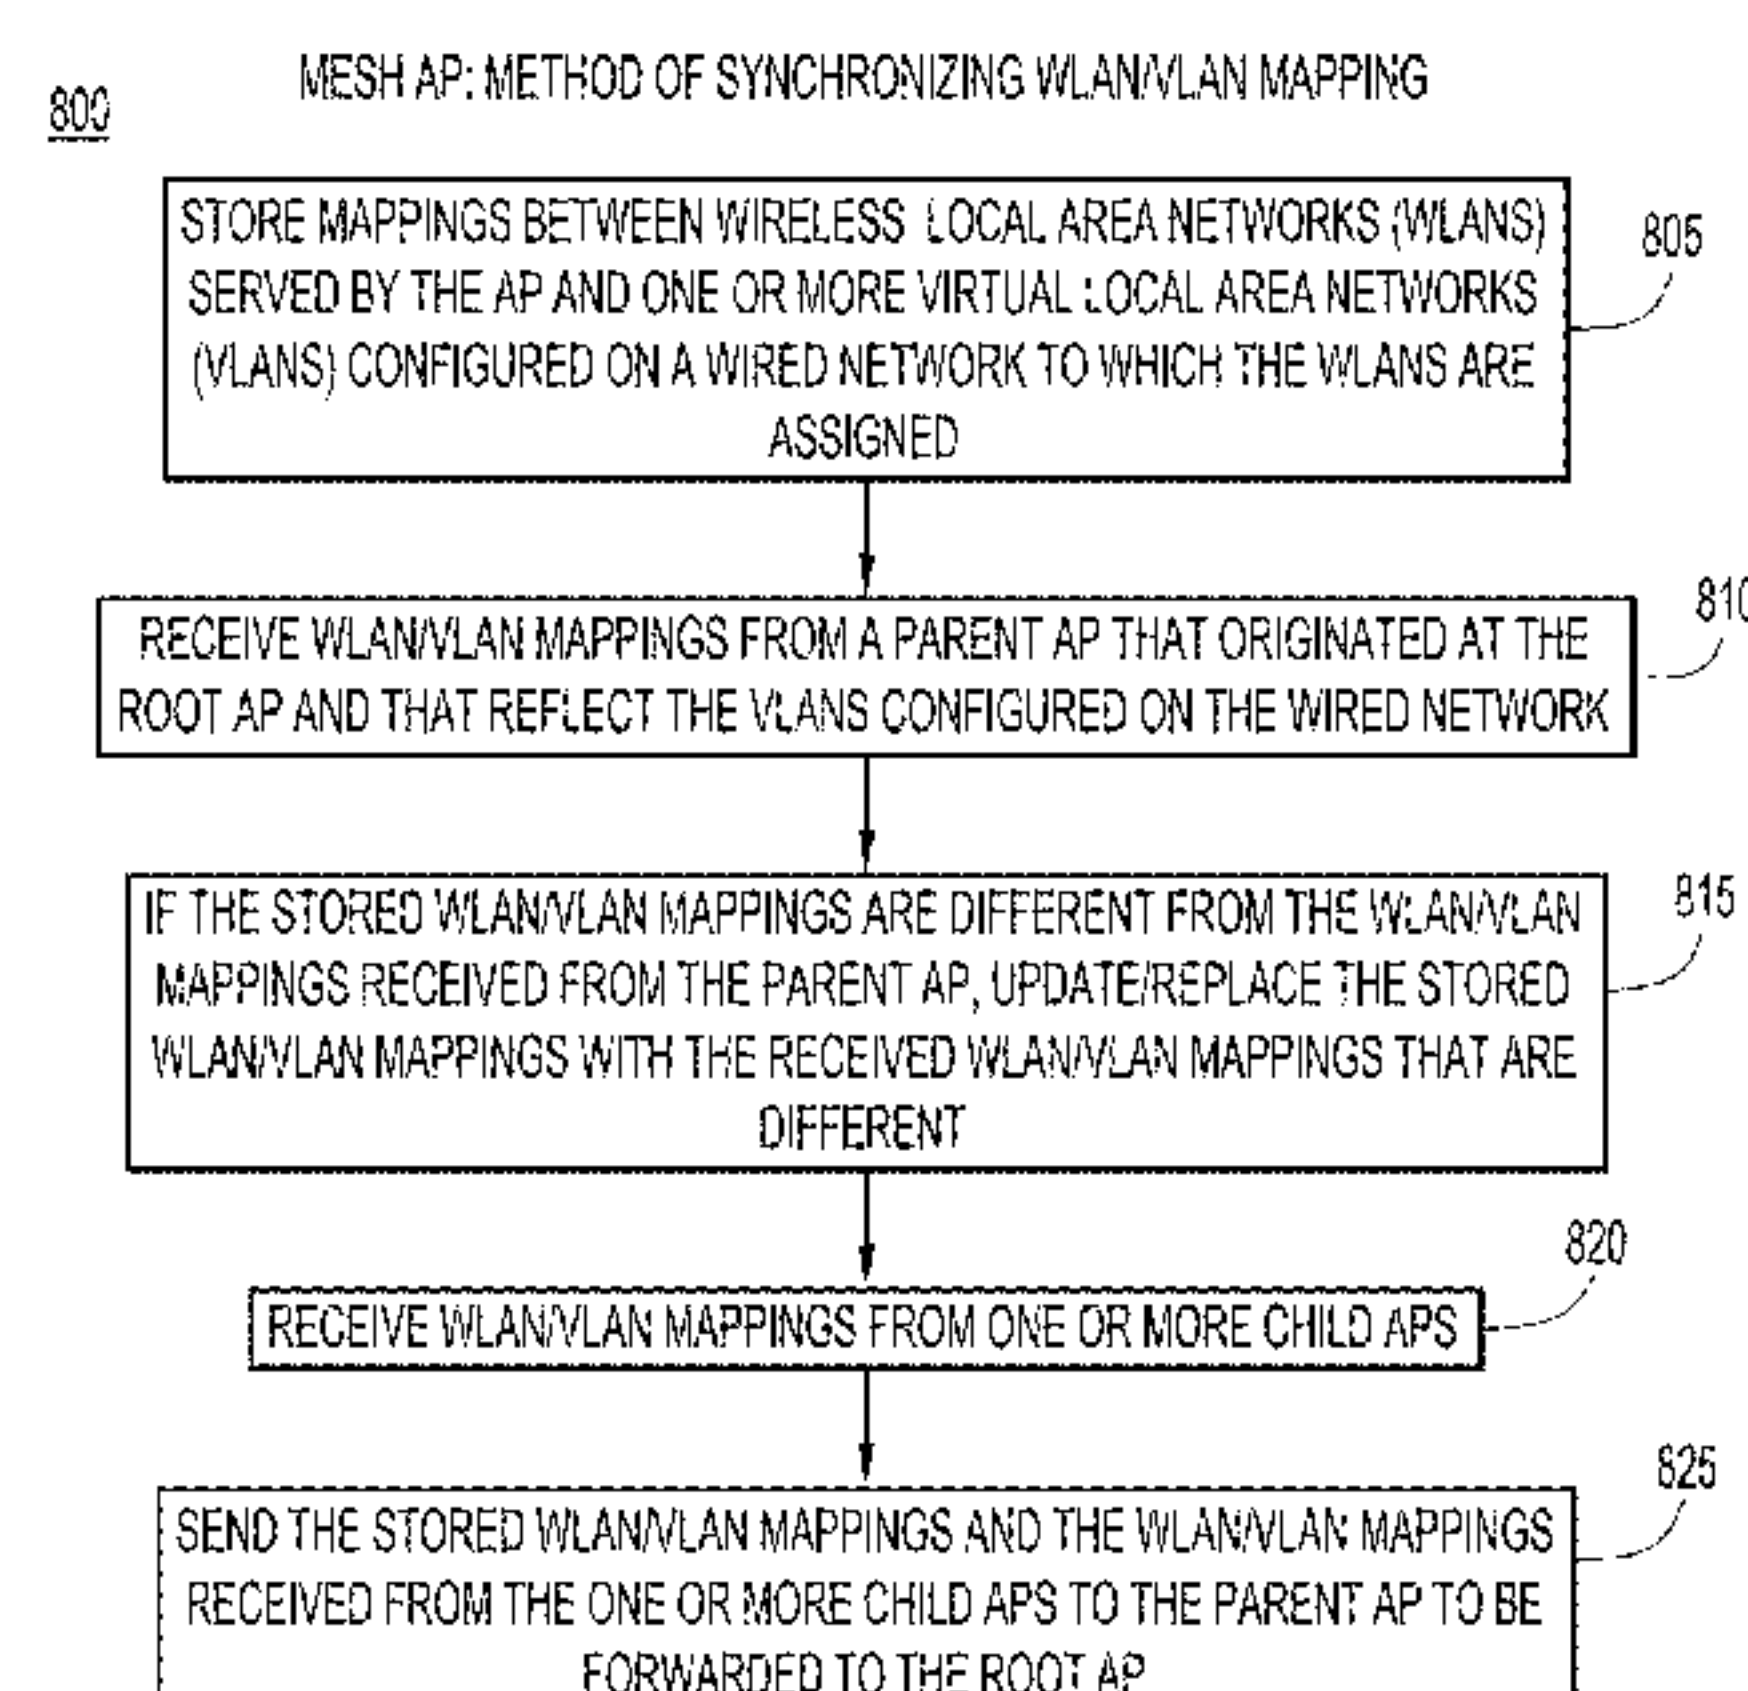 MESH AP: METHOD OF SYNCHRONIZING WLAN/VLAN MAPPING
800
STORE MAPPINGS BETWEEN WIRELESS LOCAL AREA NETWORKS (WLANS)
SERVED BY THE AP AND ONE OR MORE VIRTUAL LOCAL AREA NETWORKS
(VLANS) CONFIGURED ON A WIRED NETWORK TO WHICH THE WLANS ARE
ASSIGNED
805
RECEIVE WLAN/VLAN MAPPINGS FROM A PARENT AP THAT ORIGINATED AT THE
ROOT AP AND THAT REFLECT THE VLANS CONFIGURED ON THE WIRED NETWORK
810
IF THE STORED WLAN/VLAN MAPPINGS ARE DIFFERENT FROM THE WLAN/VLAN
MAPPINGS RECEIVED FROM THE PARENT AP, UPDATE/REPLACE THE STORED
WLAN/VLAN MAPPINGS WITH THE RECEIVED WLAN/VLAN MAPPINGS THAT ARE
DIFFERENT
815
RECEIVE WLAN/VLAN MAPPINGS FROM ONE OR MORE CHILD APS
820
SEND THE STORED WLAN/VLAN MAPPINGS AND THE WLAN/VLAN MAPPINGS
RECEIVED FROM THE ONE OR MORE CHILD APS TO THE PARENT AP TO BE
FORWARDED TO THE ROOT AP
825